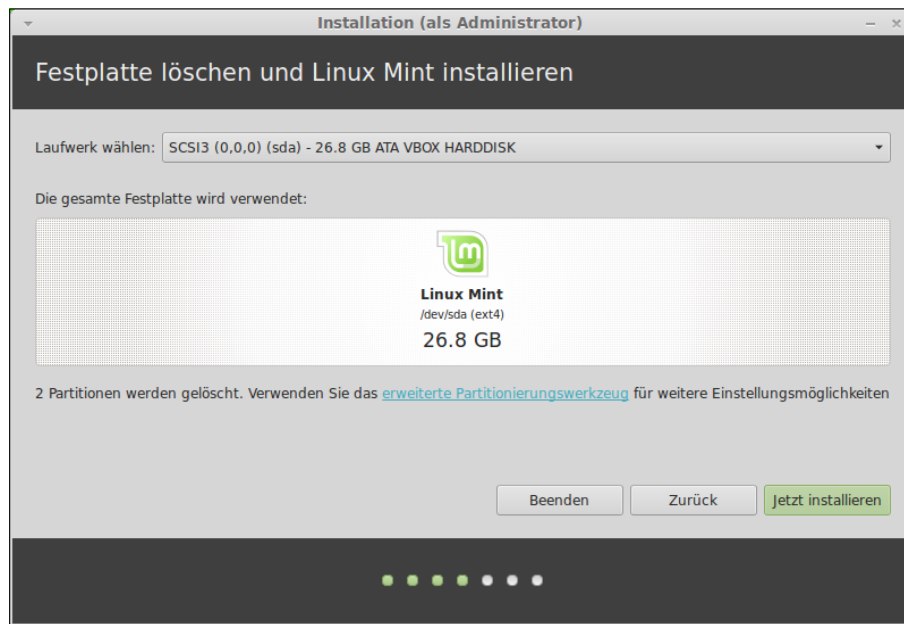 Installation (als Administrator)
Festplatte löschen und Linux Mint installieren
Laufwerk wählen: SCSI3 (0,0,0) (sda) - 26.8 GB ATA VBOX HARDDISK
Die gesamte Festplatte wird verwendet:
lm
Linux Mint
/dev/sda (ext4)
26.8 GB
2 Partitionen werden gelöscht. Verwenden Sie das erweiterte Partitionierungswerkzeug für weitere Einstellungsmöglichkeiten
Beenden Zurück Jetzt installieren